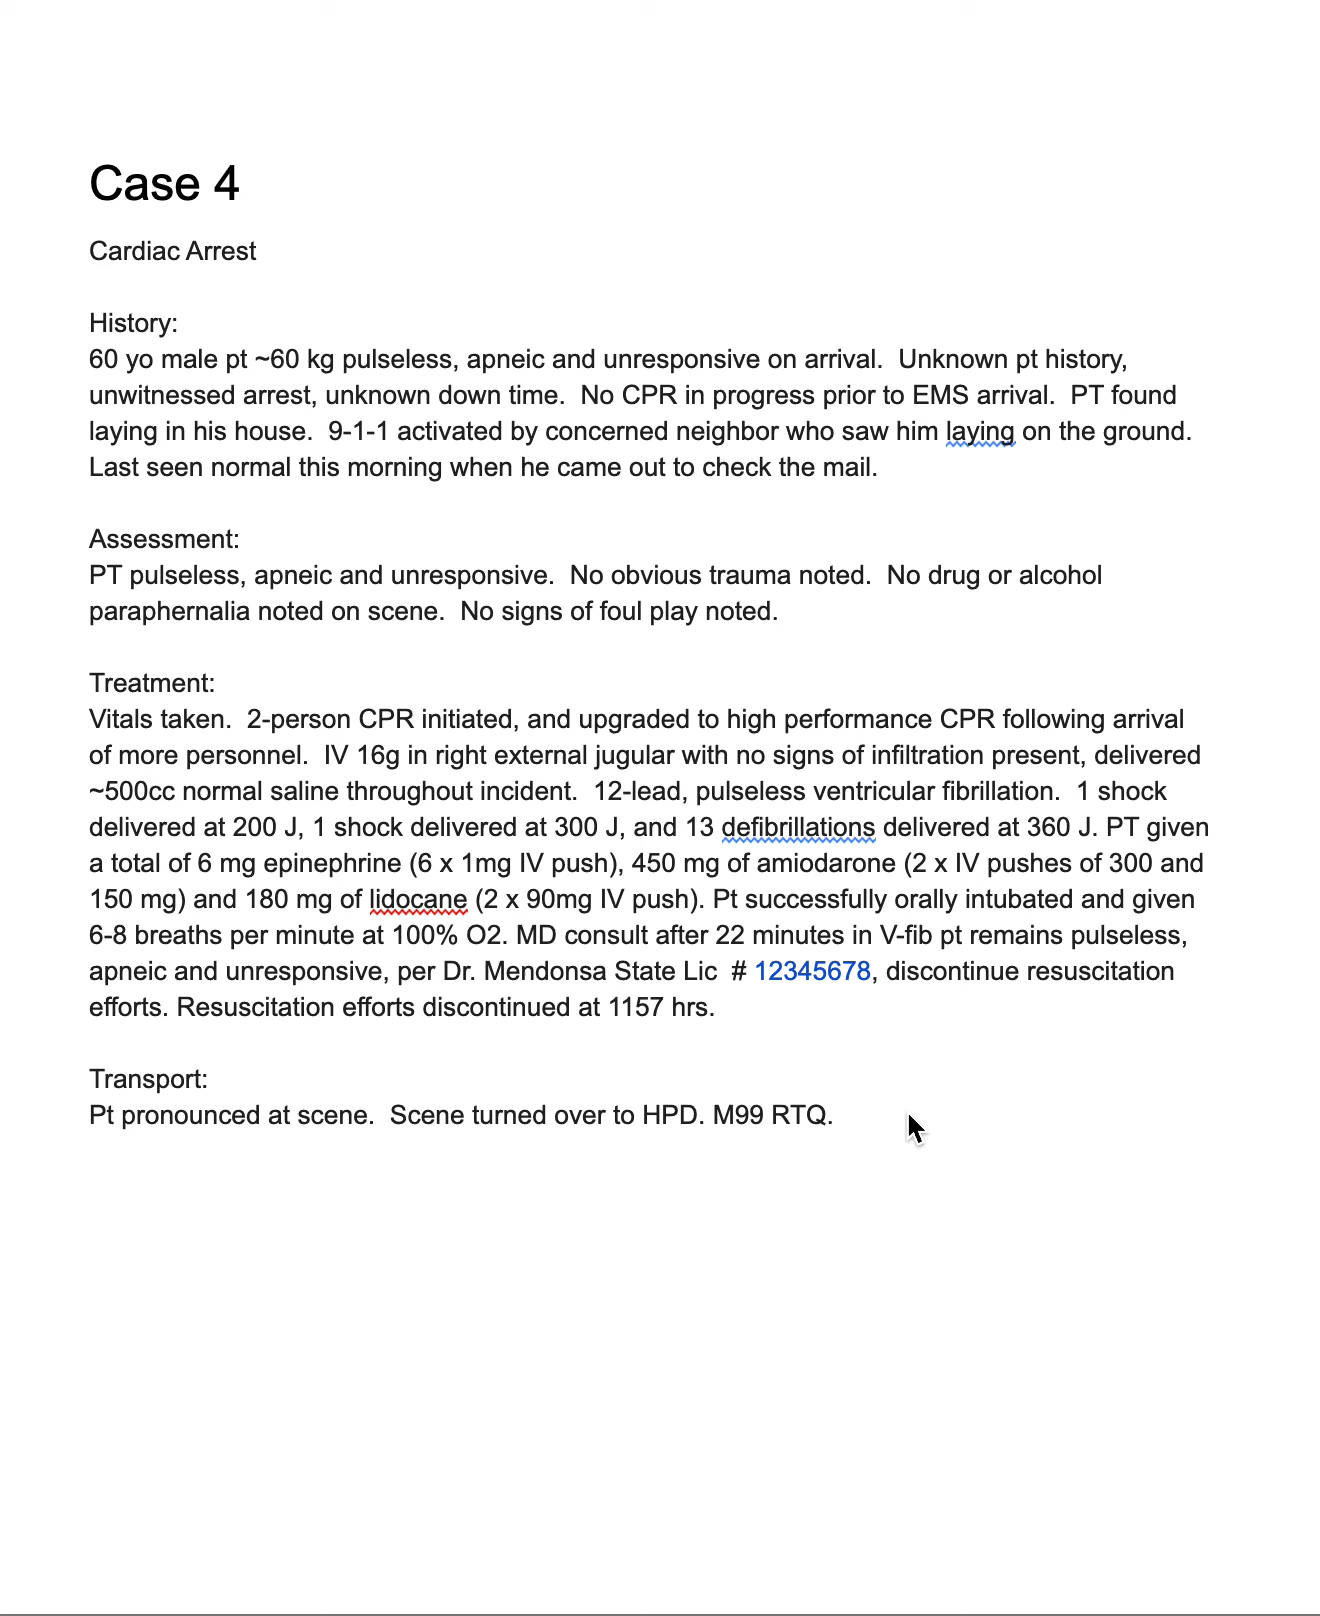 Case 4
Cardiac Arrest
History:
60 yo male pt ~60 kg pulseless, apneic and unresponsive on arrival.  Unknown pt history,
unwitnessed arrest, unknown down time.  No CPR in progress prior to EMS arrival.  PT found
laying in his house.  9-1-1 activated by concerned neighbor who saw him laying on the ground.
Last seen normal this morning when he came out to check the mail.
Assessment:
PT pulseless, apneic and unresponsive.  No obvious trauma noted.  No drug or alcohol
paraphernalia noted on scene.  No signs of foul play noted.
Treatment:
Vitals taken.  2-person CPR initiated, and upgraded to high performance CPR following arrival
of more personnel.  IV 16g in right external jugular with no signs of infiltration present, delivered
~500cc normal saline throughout incident.  12-lead, pulseless ventricular fibrillation.  1 shock
delivered at 200 J, 1 shock delivered at 300 J, and 13 defibrillations delivered at 360 J. PT given
a total of 6 mg epinephrine (6 x 1mg IV push), 450 mg of amiodarone (2 x IV pushes of 300 and
150 mg) and 180 mg of lidocane (2 x 90mg IV push). Pt successfully orally intubated and given
6-8 breaths per minute at 100% O2. MD consult after 22 minutes in V-fib pt remains pulseless,
apneic and unresponsive, per Dr. Mendonsa State Lic  # 12345678, discontinue resuscitation
efforts. Resuscitation efforts discontinued at 1157 hrs.
Transport:
Pt pronounced at scene.  Scene turned over to HPD. M99 RTQ.